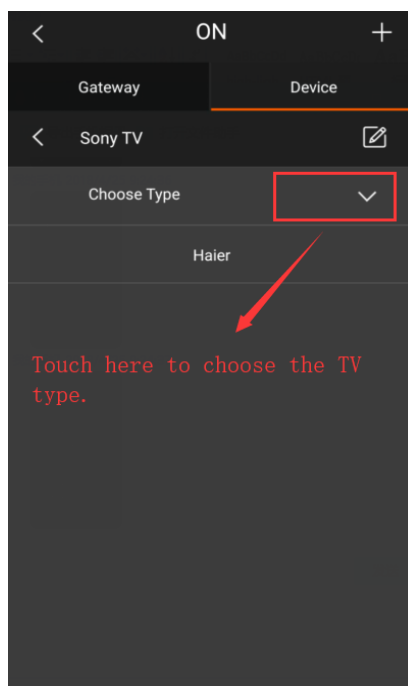 ON
Gateway Device
Sony TV
Choose Type
Haier
Touch here to choose the TV
type.